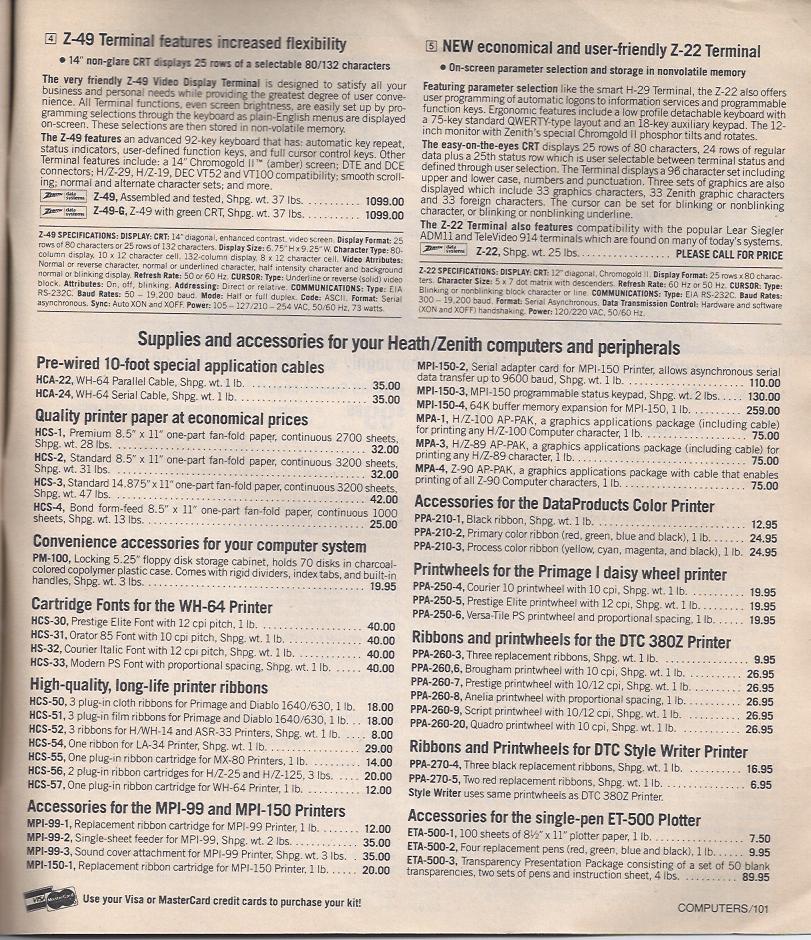 4 Z-49 Terminal features increased flexibility
• 14" non-glare CRT displays 25 rows of a selectable 80/132 characters
The very friendly Z-49 Video Display Terminal is designed to satisfy all your
business and personal needs while providing the greatest degree of user conve-
nience. All Terminal functions, even screen brightness, are easily set up by pro-
gramming selections through the keyboard as plain-English menus are displayed
on-screen. These selections are then stored in non-volatile memory.
The Z-49 features an advanced 92-key keyboard that has: automatic key repeat,
status indicators, user-defined function keys, and full cursor control keys. Other
Terminal features include: a 14" Chromogold II™ (amber) screen; DTE and DCE
connectors; H/Z-29, H/Z-19, DEC VT52 and VT100 compatibility; smooth scroll-
ing; normal and alternate character sets; and more.
ZENITH data systems Z-49, Assembled and tested, Shpg. wt. 37 lbs. .......... 1099.00
ZENITH data systems Z-49-G, Z-49 with green CRT, Shpg. wt. 37 lbs. .......... 1099.00
Z-49 SPECIFICATIONS: DISPLAY: CRT: 14" diagonal, enhanced contrast, video screen. Display Format: 25
rows of 80 characters or 25 rows of 132 characters. Display Size: 6.75" H x 9.25" W. Character Type: 80-
column display, 10 x 12 character cell. 132-column display, 8 x 12 character cell. Video Attributes:
Normal or reverse character, normal or underlined character, half intensity character and background
normal or blinking display. Refresh Rate: 50 or 60 Hz. CURSOR: Type: Underline or reverse (solid) video
block. Attributes: On, off, blinking. Addressing: Direct or relative. COMMUNICATIONS: Type: EIA
RS-232C. Baud Rates: 50 – 19,200 baud. Mode: Half or full duplex. Code: ASCII. Format: Serial
asynchronous. Sync: Auto XON and XOFF. Power: 105 – 127/210 – 254 VAC, 50/60 Hz, 73 watts.
5 NEW economical and user-friendly Z-22 Terminal
• On-screen parameter selection and storage in nonvolatile memory
Featuring parameter selection like the smart H-29 Terminal, the Z-22 also offers
user programming of automatic logons to information services and programmable
function keys. Ergonomic features include a low profile detachable keyboard with
a 75-key standard QWERTY-type layout and an 18-key auxiliary keypad. The 12-
inch monitor with Zenith's special Chromgold II phosphor tilts and rotates.
The easy-on-the-eyes CRT displays 25 rows of 80 characters, 24 rows of regular
data plus a 25th status row which is user selectable between terminal status and
defined through user selection. The Terminal displays a 96 character set including
upper and lower case, numbers and punctuation. Three sets of graphics are also
displayed which include 33 graphics characters, 33 Zenith graphic characters
and 33 foreign characters. The cursor can be set for blinking or nonblinking
character, or blinking or nonblinking underline.
The Z-22 Terminal also features compatibility with the popular Lear Siegler
ADM11 and TeleVideo 914 terminals which are found on many of today's systems.
ZENITH data systems Z-22, Shpg. wt. 25 lbs. .......... PLEASE CALL FOR PRICE
Z-22 SPECIFICATIONS: DISPLAY: CRT: 12" diagonal, Chromogold II. Display Format: 25 rows x 80 charac-
ters. Character Size: 5 x 7 dot matrix with descenders. Refresh Rate: 60 Hz or 50 Hz. CURSOR: Type:
Blinking or nonblinking block character or line. COMMUNICATIONS: Type: EIA RS-232C. Baud Rates:
300 – 19,200 baud. Format: Serial Asynchronous. Data Transmission Control: Hardware and software
(XON and XOFF) handshaking. Power: 120/220 VAC, 50/60 Hz.
Supplies and accessories for your Heath/Zenith computers and peripherals
Pre-wired 10-foot special application cables
HCA-22, WH-64 Parallel Cable, Shpg. wt. 1 lb. .......... 35.00
HCA-24, WH-64 Serial Cable, Shpg. wt. 1 lb. .......... 35.00
Quality printer paper at economical prices
HCS-1, Premium 8.5" x 11" one-part fan-fold paper, continuous 2700 sheets,
Shpg. wt. 28 lbs. .......... 32.00
HCS-2, Standard 8.5" x 11" one-part fan-fold paper, continuous 3200 sheets,
Shpg. wt. 31 lbs. .......... 32.00
HCS-3, Standard 14.875" x 11" one-part fan-fold paper, continuous 3200 sheets,
Shpg. wt. 47 lbs. .......... 42.00
HCS-4, Bond form-feed 8.5" x 11" one-part fan-fold paper, continuous 1000
sheets, Shpg. wt. 13 lbs. .......... 25.00
Convenience accessories for your computer system
PM-100, Locking 5.25" floppy disk storage cabinet, holds 70 disks in charcoal-
colored copolymer plastic case. Comes with rigid dividers, index tabs, and built-in
handles, Shpg. wt. 3 lbs. .......... 19.95
Cartridge Fonts for the WH-64 Printer
HCS-30, Prestige Elite Font with 12 cpi pitch, 1 lb. .......... 40.00
HCS-31, Orator 85 Font with 10 cpi pitch, Shpg. wt. 1 lb. .......... 40.00
HS-32, Courier Italic Font with 12 cpi pitch, Shpg. wt. 1 lb. .......... 40.00
HCS-33, Modern PS Font with proportional spacing, Shpg. wt. 1 lb. .......... 40.00
High-quality, long-life printer ribbons
HCS-50, 3 plug-in cloth ribbons for Primage and Diablo 1640/630, 1 lb. 18.00
HCS-51, 3 plug-in film ribbons for Primage and Diablo 1640/630, 1 lb. ... 18.00
HCS-52, 3 ribbons for H/WH-14 and ASR-33 Printers, Shpg. wt. 1 lb. .... 8.00
HCS-54, One ribbon for LA-34 Printer, Shpg. wt. 1 lb. .......... 29.00
HCS-55, One plug-in ribbon cartridge for MX-80 Printers, 1 lb. .......... 14.00
HCS-56, 2 plug-in ribbon cartridges for H/Z-25 and H/Z-125, 3 lbs. ..... 20.00
HCS-57, One plug-in ribbon cartridge for WH-64 Printer, 1 lb. .......... 12.00
Accessories for the MPI-99 and MPI-150 Printers
MPI-99-1, Replacement ribbon cartridge for MPI-99 Printer, 1 lb. ...... 12.00
MPI-99-2, Single-sheet feeder for MPI-99, Shpg. wt. 2 lbs. .......... 35.00
MPI-99-3, Sound cover attachment for MPI-99 Printer, Shpg. wt. 3 lbs. . 35.00
MPI-150-1, Replacement ribbon cartridge for MPI-150 Printer, 1 lb. ..... 20.00
MPI-150-2, Serial adapter card for MPI-150 Printer, allows asynchronous serial
data transfer up to 9600 baud, Shpg. wt. 1 lb. .......... 110.00
MPI-150-3, MPI-150 programmable status keypad, Shpg. wt. 2 lbs. ..... 130.00
MPI-150-4, 64K buffer memory expansion for MPI-150, 1 lb. .......... 259.00
MPA-1, H/Z-100 AP-PAK, a graphics application package (including cable)
for printing any H/Z-100 Computer character, 1 lb. .......... 75.00
MPA-3, H/Z-89 AP-PAK, a graphics application package (including cable) for
printing any H/Z-89 character, 1 lb. .......... 75.00
MPA-4, Z-90 AP-PAK, a graphics application package with cable that enables
printing of all Z-90 Computer characters, 1 lb. .......... 75.00
Accessories for the DataProducts Color Printer
PPA-210-1, Black ribbon, Shpg. wt. 1 lb. .......... 12.95
PPA-210-2, Primary color ribbon (red, green, blue and black), 1 lb. ...... 24.95
PPA-210-3, Process color ribbon (yellow, cyan, magenta, and black), 1 lb. 24.95
Printwheels for the Primage I daisy wheel printer
PPA-250-4, Courier 10 printwheel with 10 cpi, Shpg. wt. 1 lb. .......... 19.95
PPA-250-5, Prestige Elite printwheel with 12 cpi, Shpg. wt. 1 lb. ....... 19.95
PPA-250-6, Versa-Tile PS printwheel and proportional spacing, 1 lb. ..... 19.95
Ribbons and printwheels for the DTC 380Z Printer
PPA-260-3, Three replacement ribbons, Shpg. wt. 1 lb. .......... 9.95
PPA-260,6, Brougham printwheel with 10 cpi, Shpg. wt. 1 lb. .......... 26.95
PPA-260-7, Prestige printwheel with 10/12 cpi, Shpg. wt. 1 lb. .......... 26.95
PPA-260-8, Anelia printwheel with proportional spacing, 1 lb. .......... 26.95
PPA-260-9, Script printwheel with 10/12 cpi, Shpg. wt. 1 lb. .......... 26.95
PPA-260-20, Quadro printwheel with 10 cpi, Shpg. wt. 1 lb. .......... 26.95
Ribbons and Printwheels for DTC Style Writer Printer
PPA-270-4, Three black replacement ribbons, Shpg. wt. 1 lb. .......... 16.95
PPA-270-5, Two red replacement ribbons, Shpg. wt. 1 lb. .......... 6.95
Style Writer uses same printwheels as DTC 380Z Printer.
Accessories for the single-pen ET-500 Plotter
ETA-500-1, 100 sheets of 8½" x 11" plotter paper, 1 lb. .......... 7.50
ETA-500-2, Four replacement pens (red, green, blue and black), 1 lb. .... 9.95
ETA-500-3, Transparency Presentation Package consisting of a set of 50 blank
transparencies, two sets of pens and instruction sheet, 4 lbs. .......... 89.95
VISA MasterCard Use your Visa or MasterCard credit cards to purchase your kit!
COMPUTERS/101